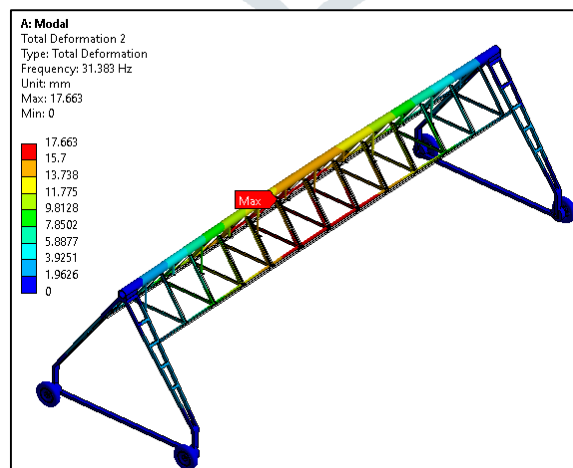 A: Modal
Total Deformation 2
Type: Total Deformation
Frequency: 31.383 Hz
Unit: mm
Max: 17.663
Min: 0
17.663
15.7
13.738
11.775
9.8128
7.8502
5.8877
3.9251
1.9626
0
Max